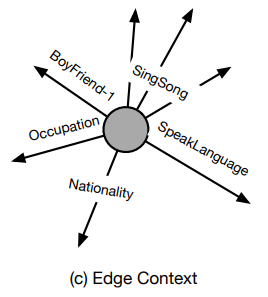 BoyFriend-1
SingSong
Occupation
SpeakLanguage
Nationality
(c) Edge Context